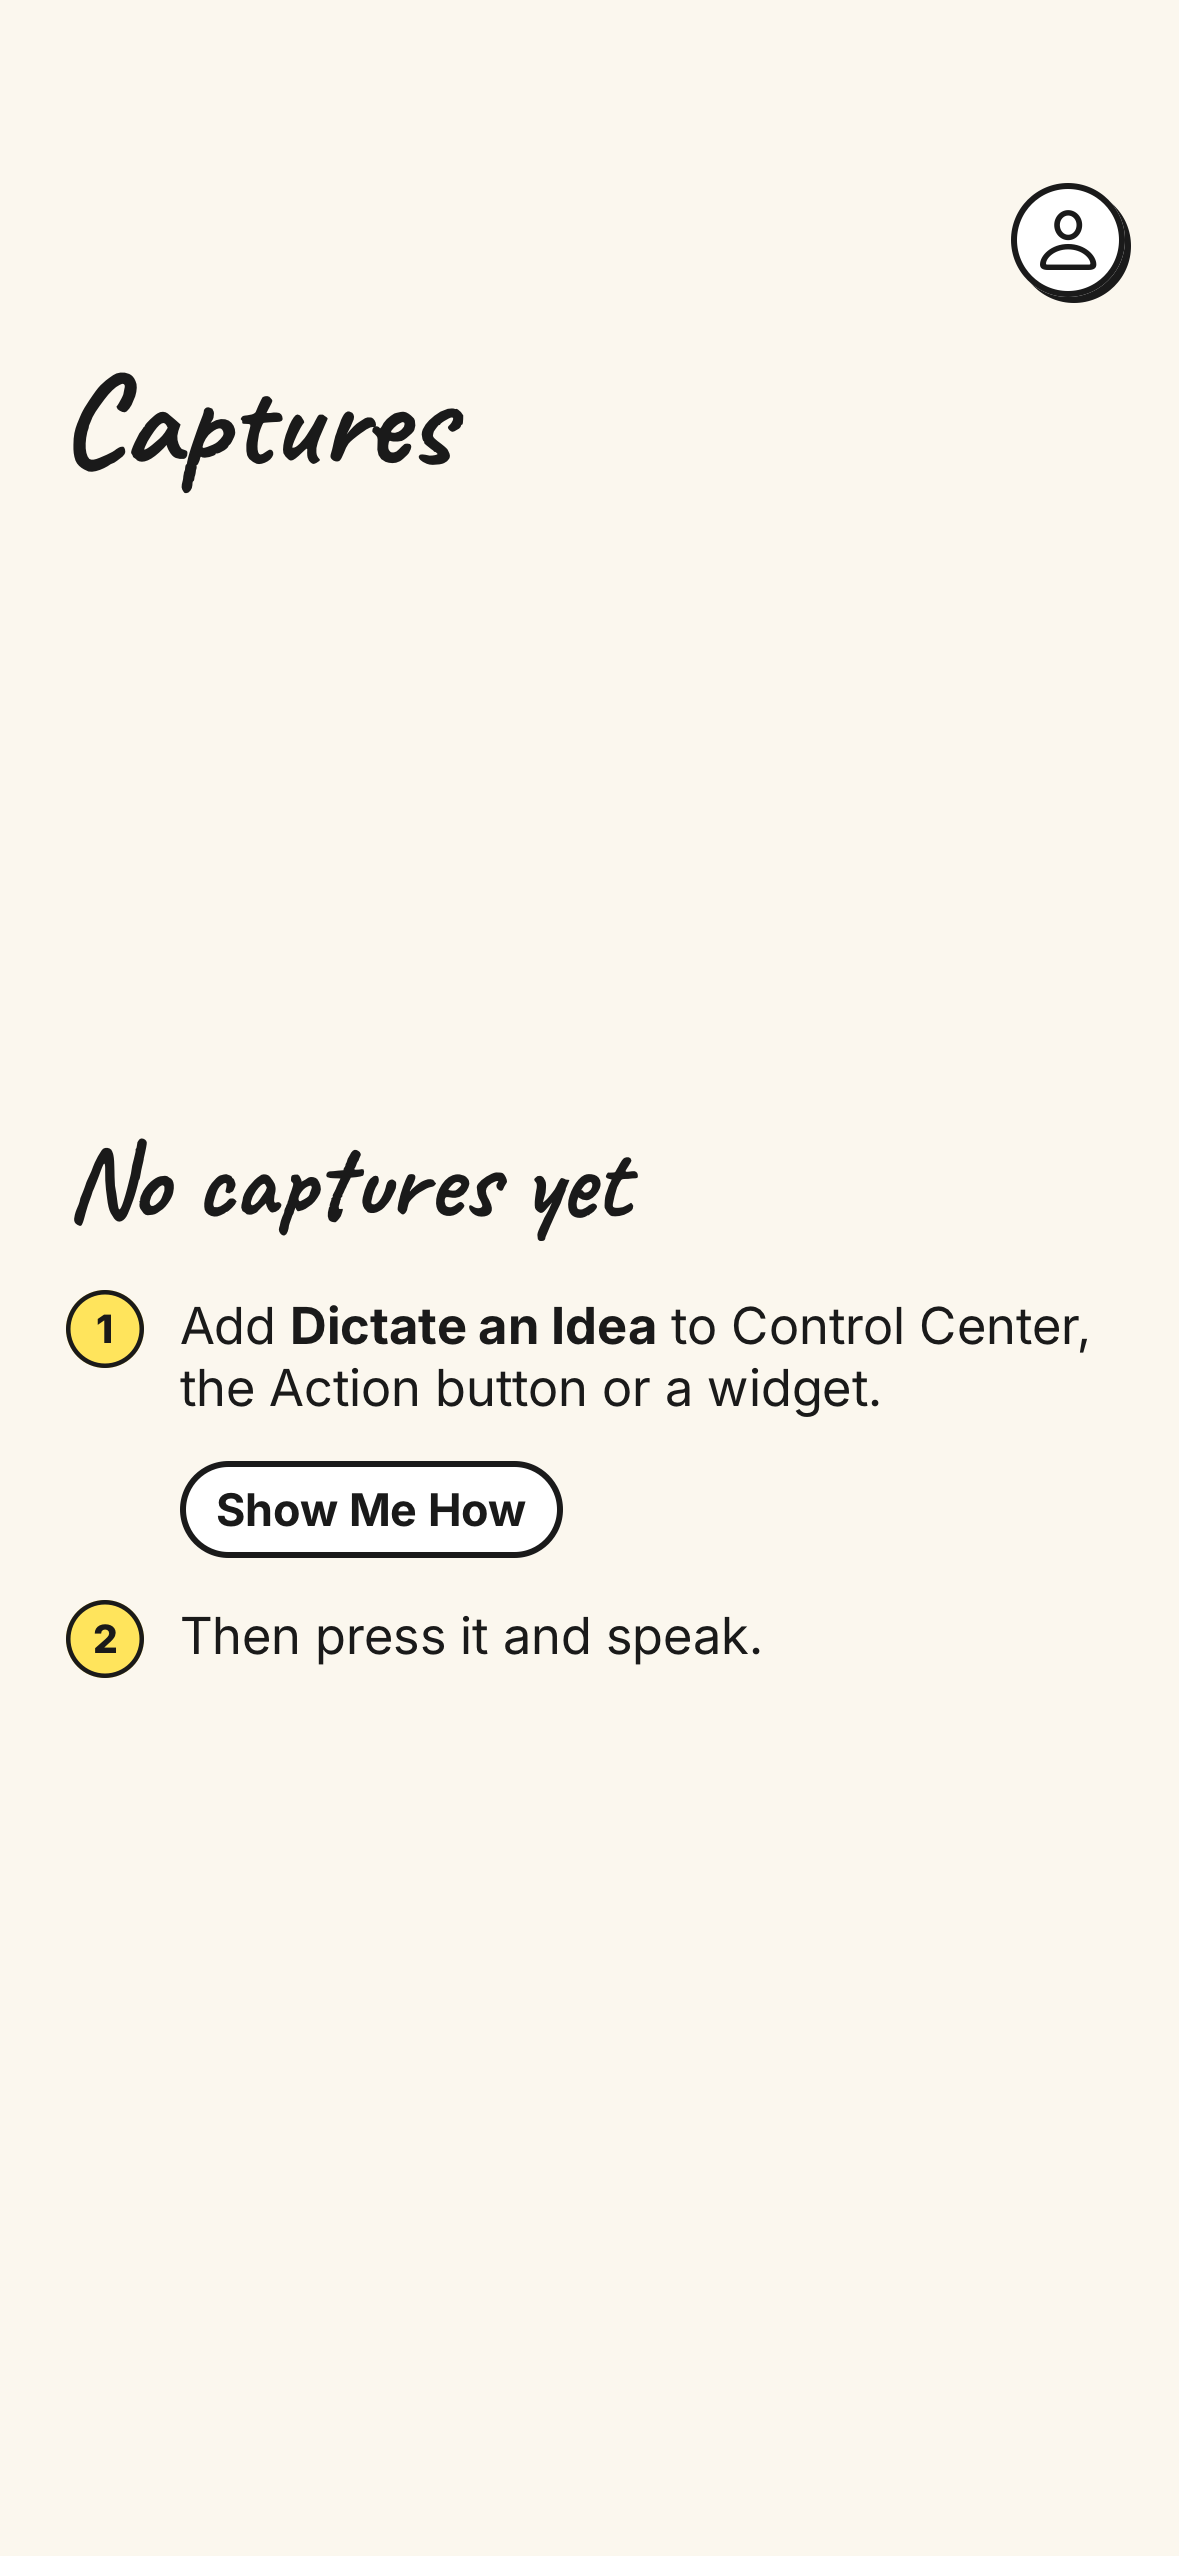 Captures
No captures yet
1
Add Dictate an Idea to Control Center,
the Action button or a widget.
Show Me How
2
Then press it and speak.